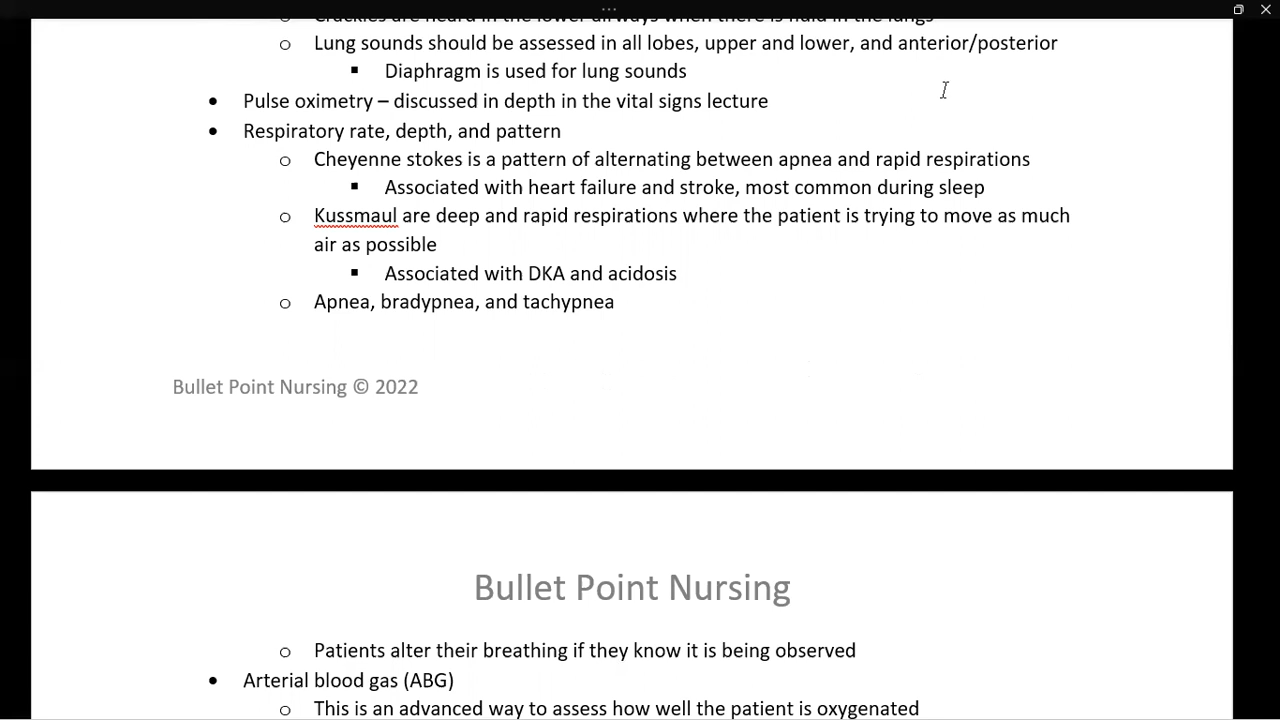 Crackles are heard in the lower airways when there is fluid in the lungs
o Lung sounds should be assessed in all lobes, upper and lower, and anterior/posterior
▪ Diaphragm is used for lung sounds
• Pulse oximetry – discussed in depth in the vital signs lecture
• Respiratory rate, depth, and pattern
o Cheyenne stokes is a pattern of alternating between apnea and rapid respirations
▪ Associated with heart failure and stroke, most common during sleep
o Kussmaul are deep and rapid respirations where the patient is trying to move as much
air as possible
▪ Associated with DKA and acidosis
o Apnea, bradypnea, and tachypnea
Bullet Point Nursing © 2022
Bullet Point Nursing
o Patients alter their breathing if they know it is being observed
• Arterial blood gas (ABG)
o This is an advanced way to assess how well the patient is oxygenated